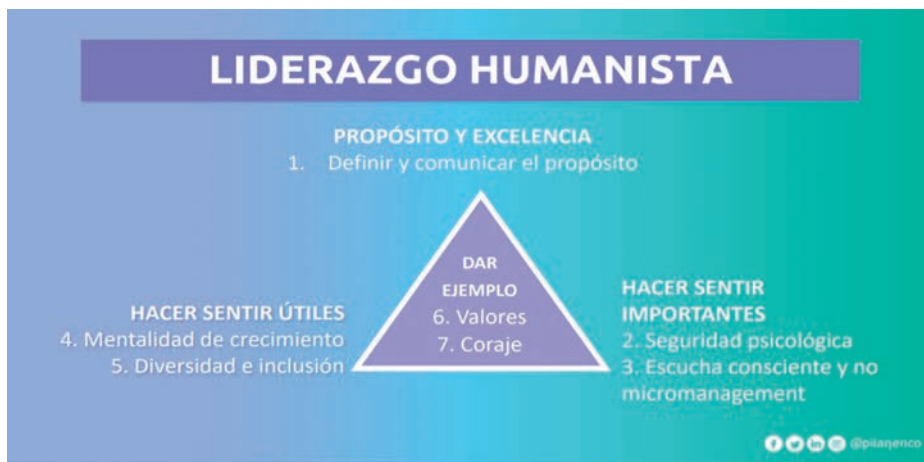 LIDERAZGO HUMANISTA
PROPÓSITO Y EXCELENCIA
1. Definir y comunicar el propósito
DAR
EJEMPLO
6. Valores
7. Coraje
HACER SENTIR ÚTILES
4. Mentalidad de crecimiento
5. Diversidad e inclusión
HACER SENTIR
IMPORTANTES
2. Seguridad psicológica
3. Escucha consciente y no
micromanagement